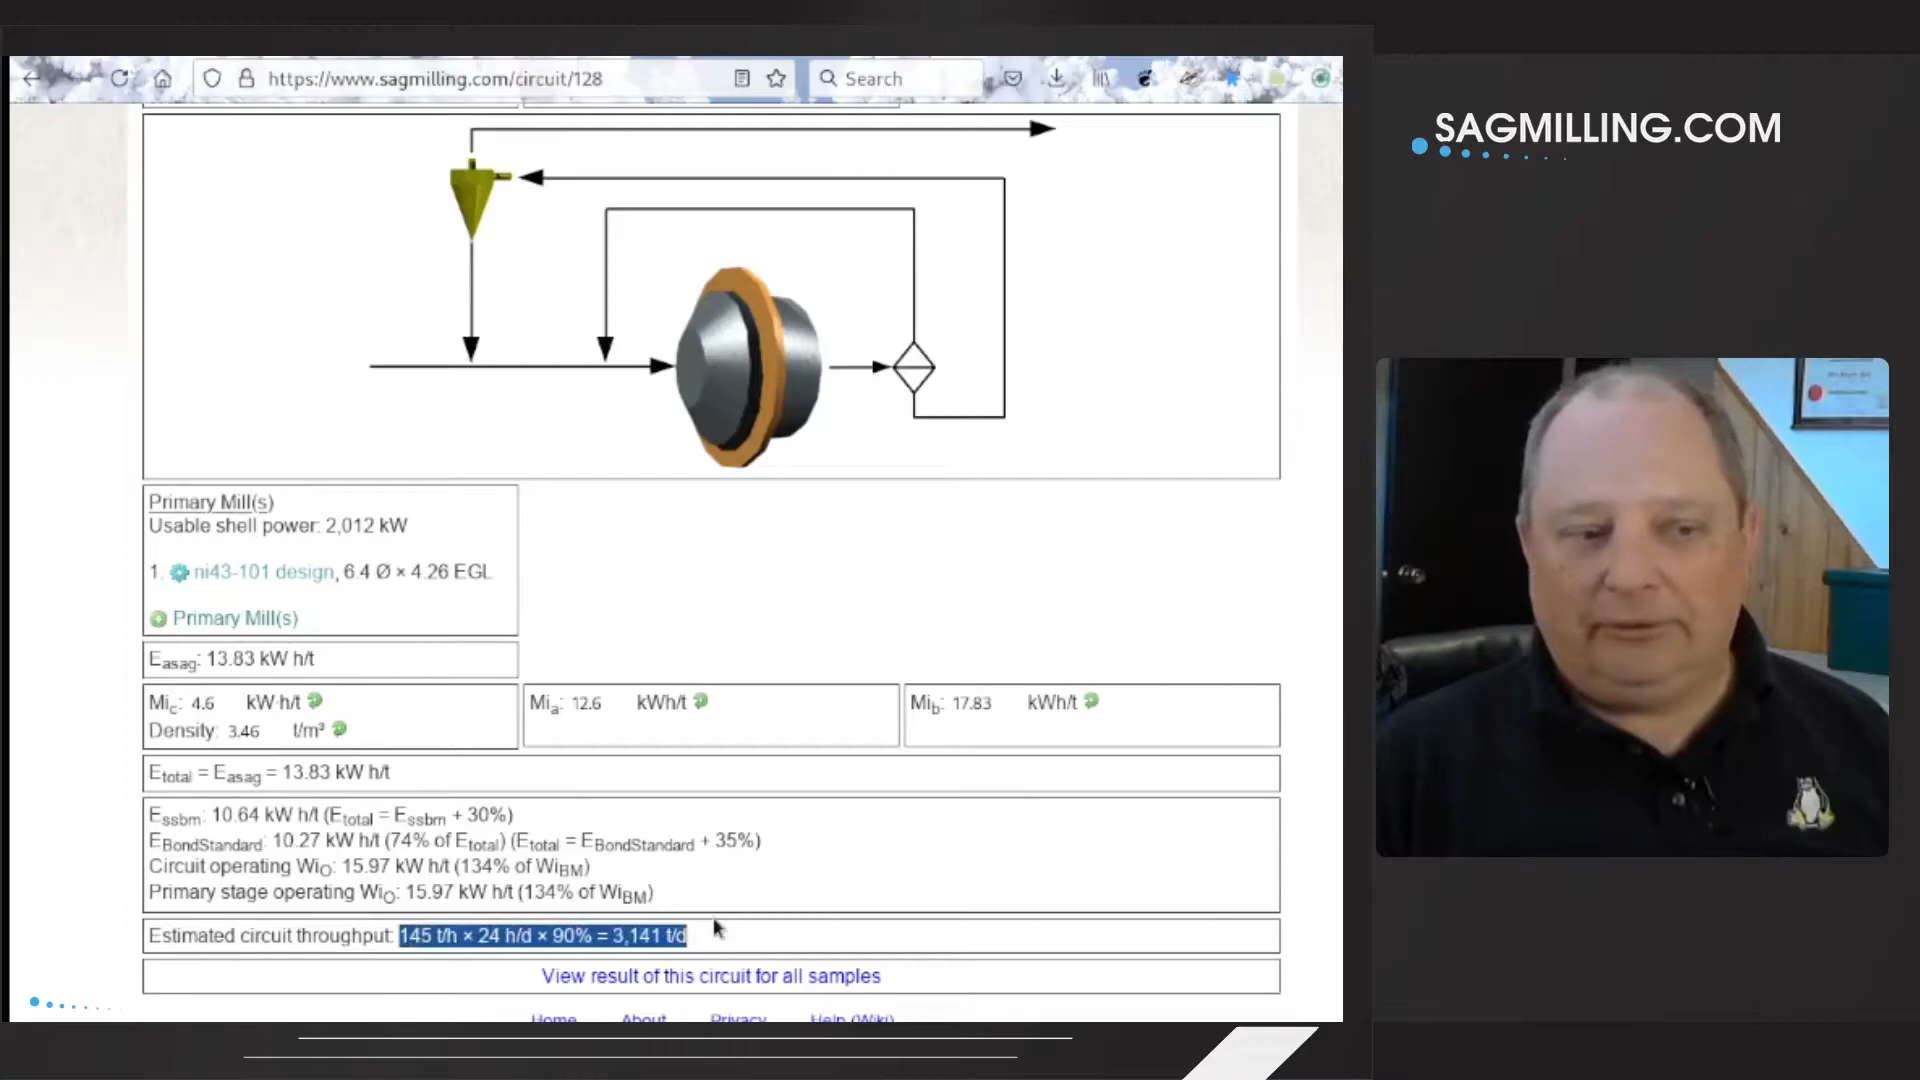 https://www.sagmilling.com/circuit/128
Search
SAGMILLING.COM
Primary Mill(s)
Usable shell power: 2,012 kW
1. ni43-101 design, 6.4 Ø × 4.26 EGL
Primary Mill(s)
Easag: 13.83 kW h/t
Mic: 4.6 kW·h/t
Density: 3.46 t/m³
Mia: 12.6 kWh/t
Mib: 17.83 kWh/t
Etotal = Easag = 13.83 kW h/t
Essbm: 10.64 kW h/t (Etotal = Essbm + 30%)
EBondStandard: 10.27 kW h/t (74% of Etotal) (Etotal = EBondStandard + 35%)
Circuit operating WiO: 15.97 kW h/t (134% of WiBM)
Primary stage operating WiO: 15.97 kW h/t (134% of WiBM)
Estimated circuit throughput: 145 t/h × 24 h/d × 90% = 3,141 t/d
View result of this circuit for all samples
Home About Privacy Help (Wiki)